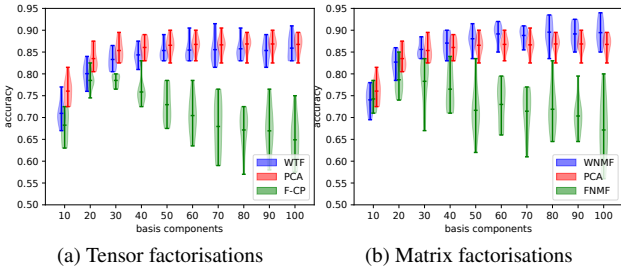 0.95
0.90
0.85
0.80
0.75
0.70
0.65
0.60
0.55
0.50
accuracy
WTF
PCA
F-CP
10 20 30 40 50 60 70 80 90 100
basis components
(a) Tensor factorisations
0.95
0.90
0.85
0.80
0.75
0.70
0.65
0.60
0.55
0.50
accuracy
WNMF
PCA
FNMF
10 20 30 40 50 60 70 80 90 100
basis components
(b) Matrix factorisations